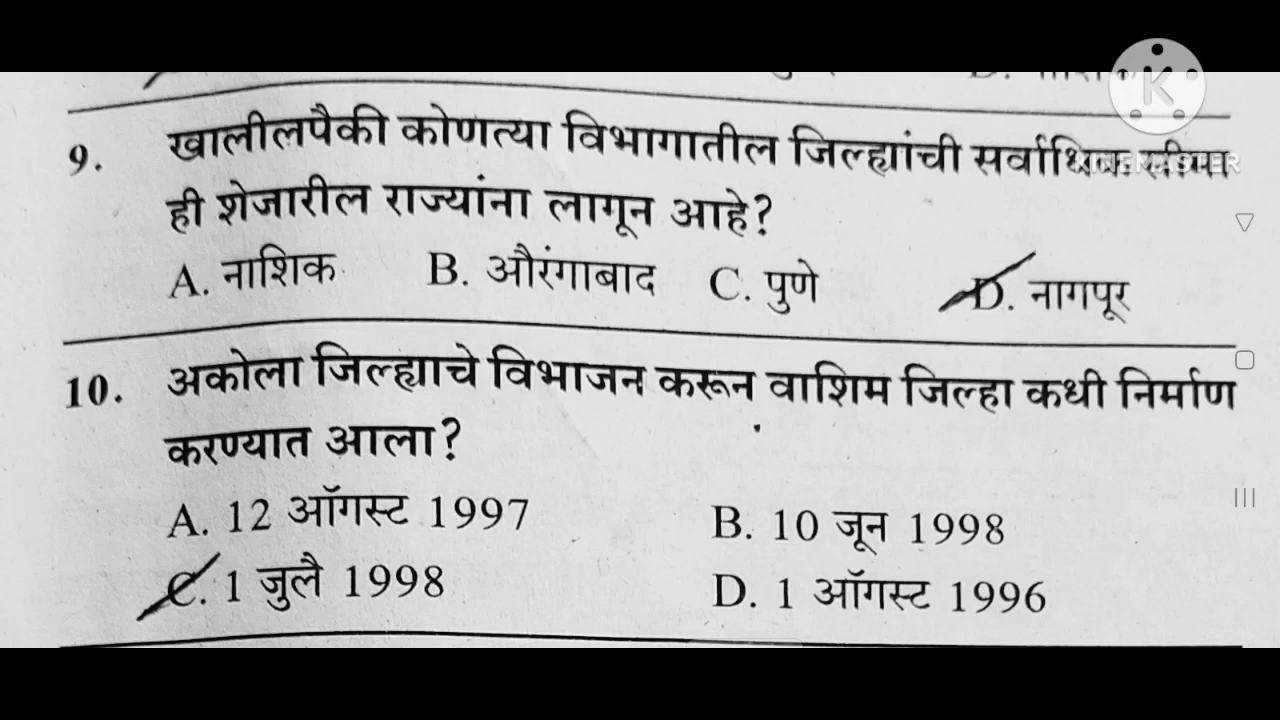 9. खालीलपैकी कोणत्या विभागातील जिल्ह्यांची सर्वाधिक सीमा
ही शेजारील राज्यांना लागून आहे?
A. नाशिक B. औरंगाबाद C. पुणे D. नागपूर
10. अकोला जिल्ह्याचे विभाजन करून वाशिम जिल्हा कधी निर्माण
करण्यात आला?
A. 12 ऑगस्ट 1997 B. 10 जून 1998
C. 1 जुलै 1998 D. 1 ऑगस्ट 1996
K
KINEMASTER